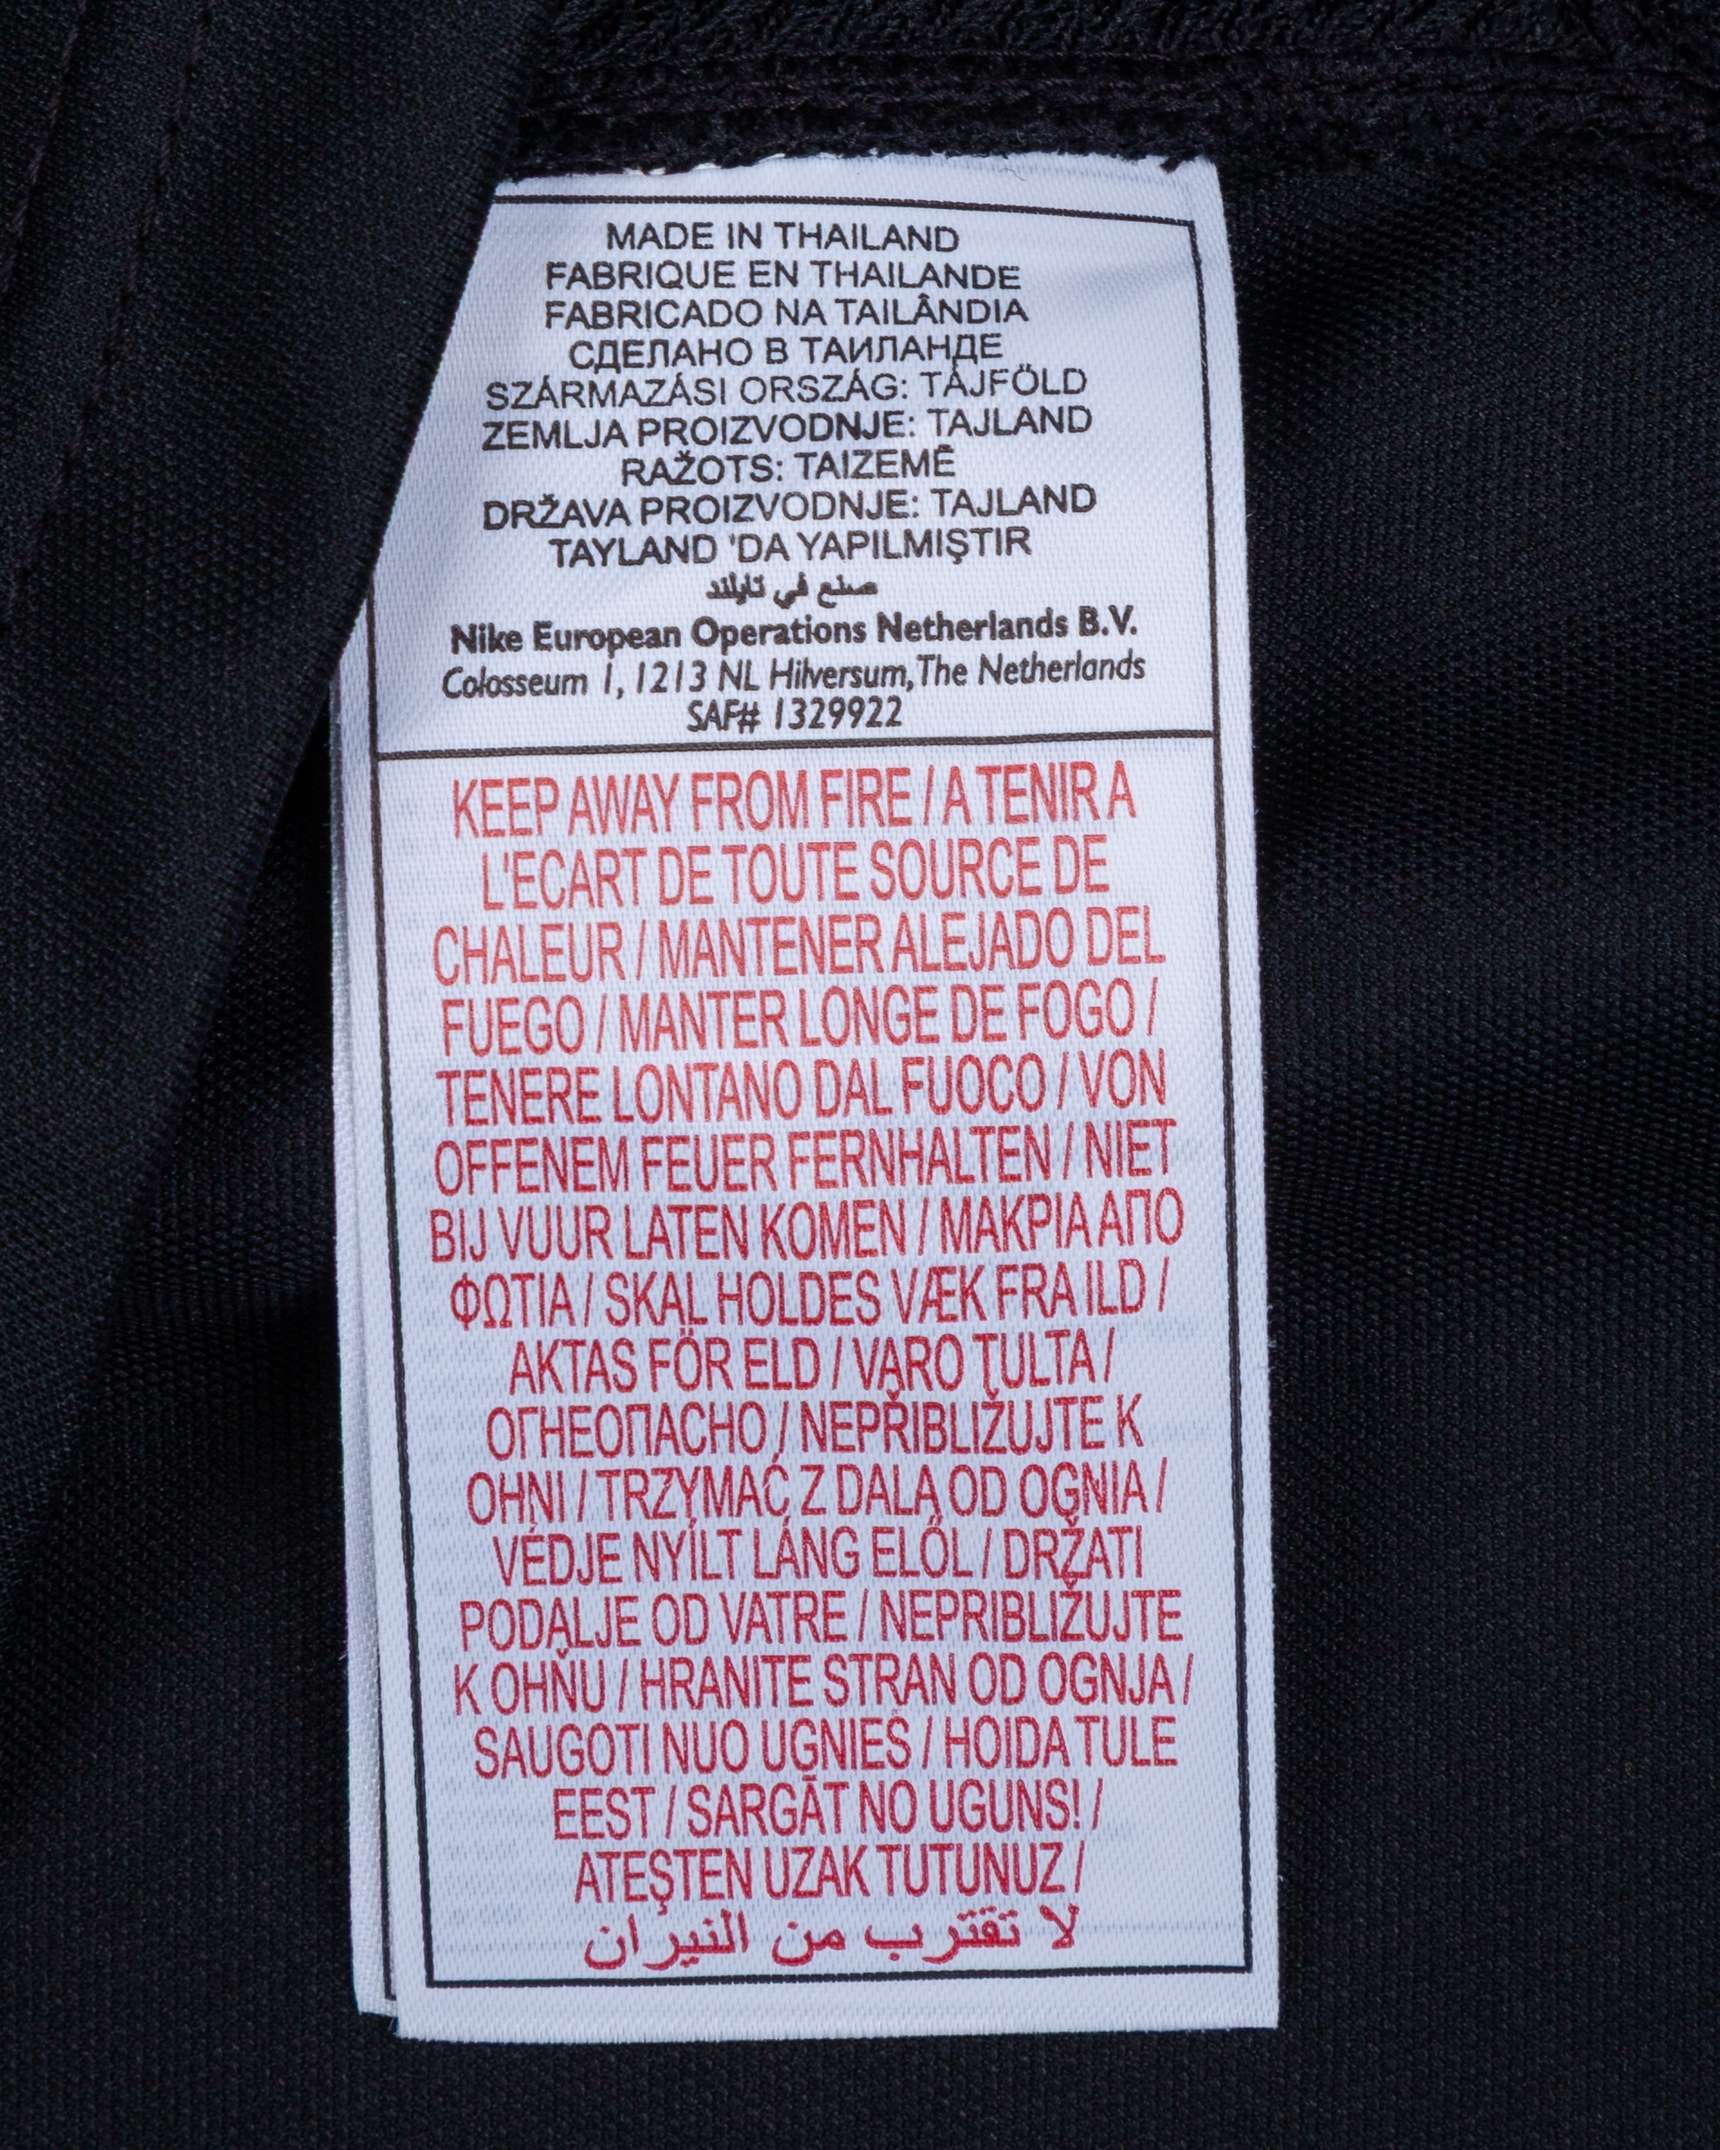 MADE IN THAILAND
FABRIQUE EN THAILANDE
FABRICADO NA TAILÂNDIA
СДЕЛАНО В ТАИЛАНДЕ
SZÁRMAZÁSI ORSZÁG: TÁJFÖLD
ZEMLJA PROIZVODNJE: TAJLAND
RAŽOTS: TAIZEMĒ
DRŽAVA PROIZVODNJE: TAJLAND
TAYLAND 'DA YAPILMIŞTIR
صنع في تايلند
Nike European Operations Netherlands B.V.
Colosseum 1, 1213 NL Hilversum, The Netherlands
SAF# 1329922
KEEP AWAY FROM FIRE / A TENIR A
L'ECART DE TOUTE SOURCE DE
CHALEUR / MANTENER ALEJADO DEL
FUEGO / MANTER LONGE DE FOGO /
TENERE LONTANO DAL FUOCO / VON
OFFENEM FEUER FERNHALTEN / NIET
BIJ VUUR LATEN KOMEN / ΜΑΚΡΙΑ ΑΠΟ
ΦΩΤΙΑ / SKAL HOLDES VÆK FRA ILD /
AKTAS FÖR ELD / VARO TULTA /
ОГНЕОПАСНО / NEPŘIBLIŽUJTE K
OHNI / TRZYMAĆ Z DALA OD OGNIA /
VÉDJE NYÍLT LÁNG ELŐL / DRŽATI
PODALJE OD VATRE / NEPRIBLIŽUJTE
K OHŇU / HRANITE STRAN OD OGNJA /
SAUGOTI NUO UGNIES / HOIDA TULE
EEST / SARGĀT NO UGUNS! /
ATEŞTEN UZAK TUTUNUZ /
لا تقترب من النيران